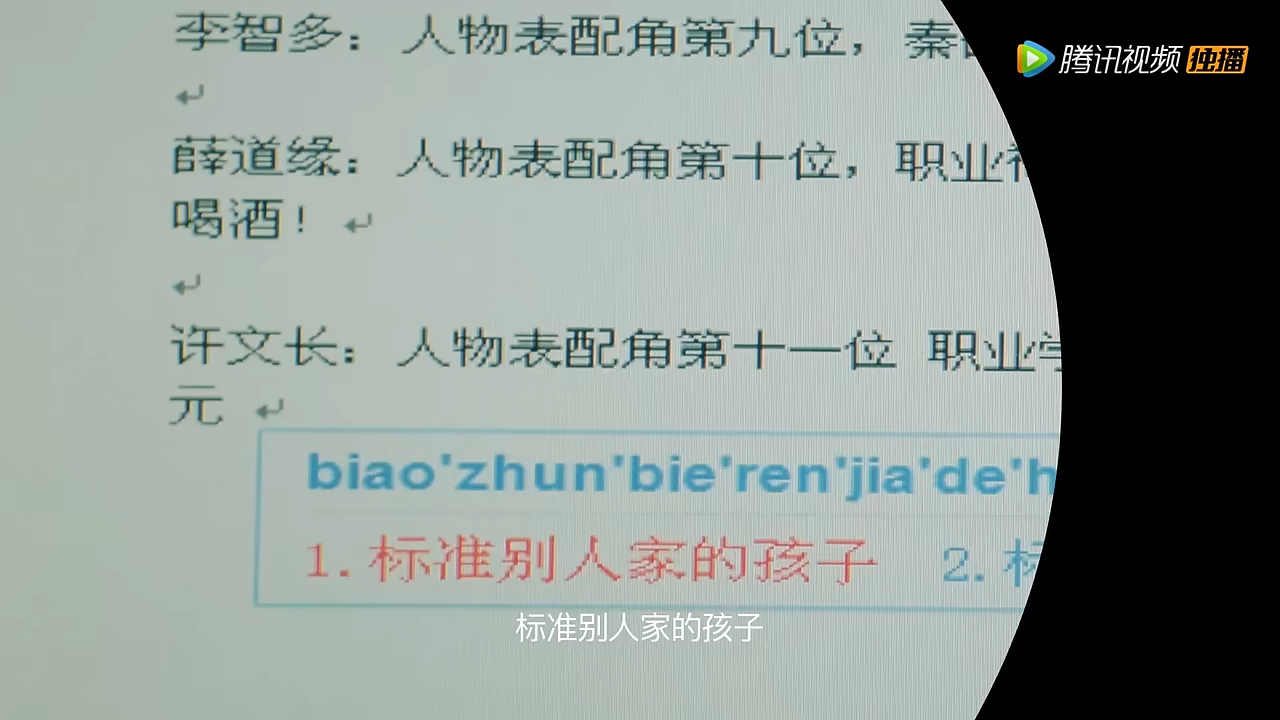 李智多：人物表配角第九位，秦
腾讯视频 独播
薛道缘：人物表配角第十位，职业
喝酒！
许文长：人物表配角第十一位 职业学
元
biao'zhun'bie'ren'jia'de'h
1.标准别人家的孩子 2.标
标准别人家的孩子